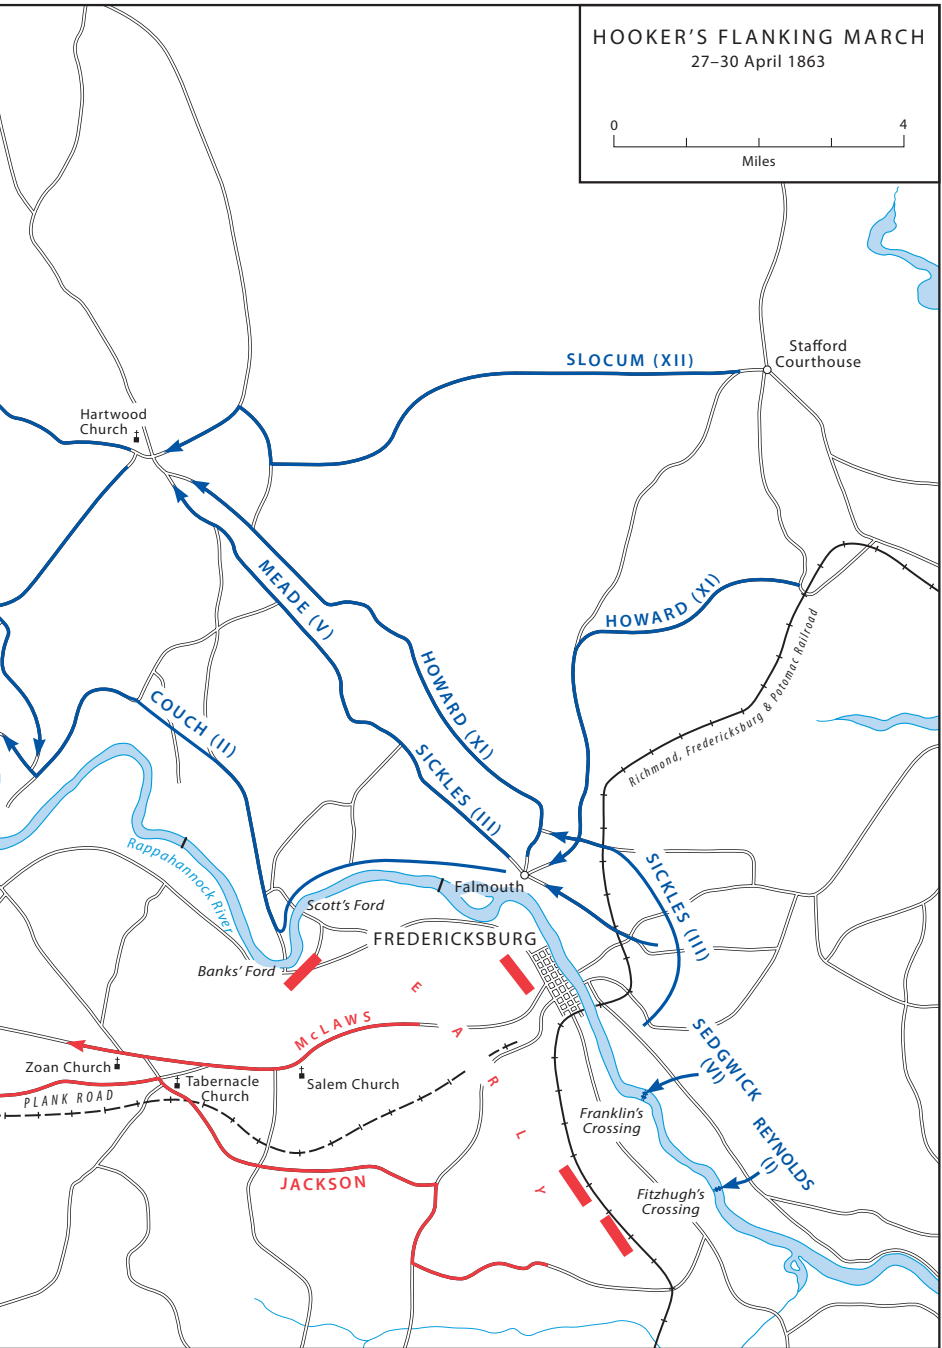 HOOKER'S FLANKING MARCH
27–30 April 1863
0 4
Miles
Stafford
Courthouse
SLOCUM (XII)
Hartwood
Church
MEADE (V)
HOWARD (XI)
HOWARD (XI)
Richmond, Fredericksburg & Potomac Railroad
COUCH (II)
SICKLES (III)
Rappahannock River
SICKLES (III)
Falmouth
Scott's Ford
FREDERICKSBURG
Banks' Ford
EARLY
McLAWS
SEDGWICK
(VI)
Zoan Church
Tabernacle
Church
Salem Church
PLANK ROAD
Franklin's
Crossing
REYNOLDS
(I)
JACKSON
Fitzhugh's
Crossing